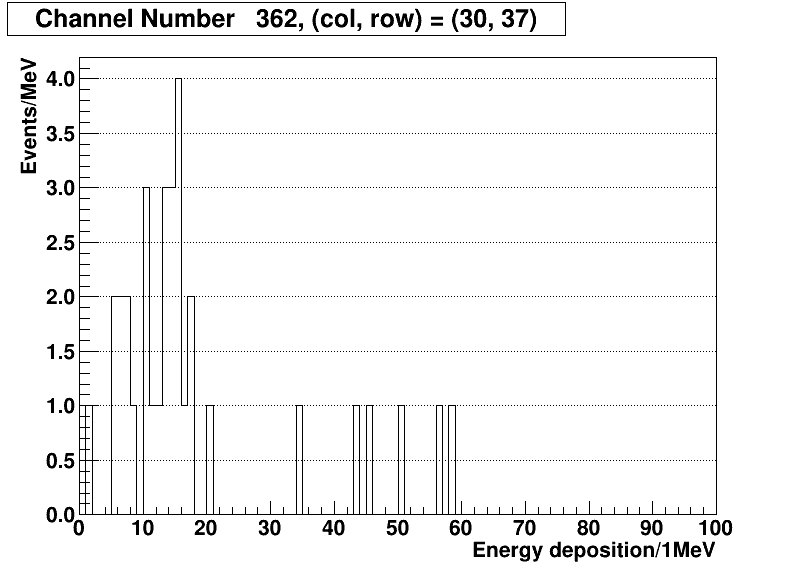 Channel Number 362, (col, row) = (30, 37)
Events/MeV
4.0
3.5
3.0
2.5
2.0
1.5
1.0
0.5
0.0
0 10 20 30 40 50 60 70 80 90 100
Energy deposition/1MeV